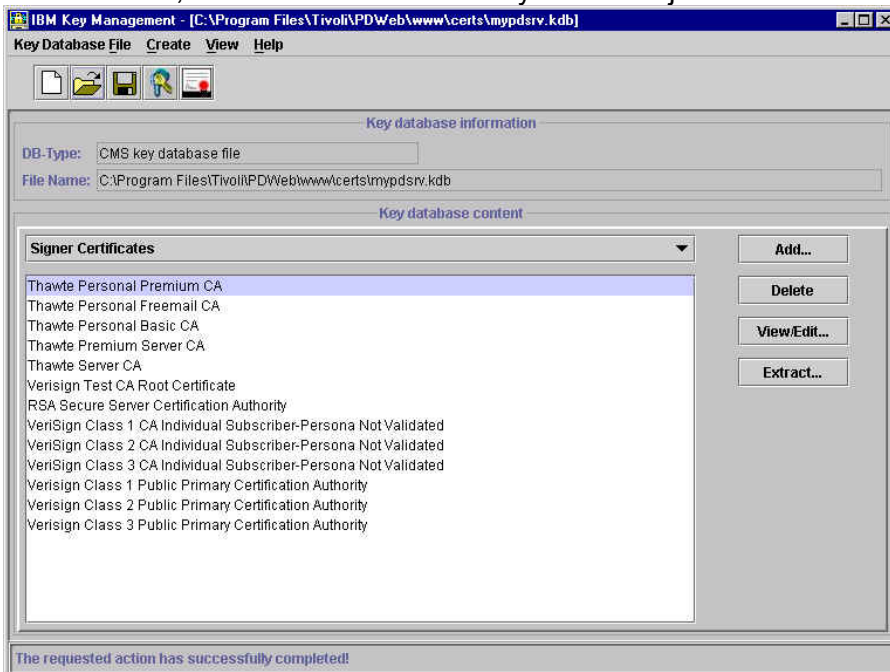 IBM Key Management - [C:\Program Files\Tivoli\PDWeb\www\certs\mypdsrv.kdb]
Key Database File Create View Help
Key database information
DB-Type: CMS key database file
File Name: C:\Program Files\Tivoli\PDWeb\www\certs\mypdsrv.kdb
Key database content
Signer Certificates
Add...
Thawte Personal Premium CA
Delete
Thawte Personal Freemail CA
Thawte Personal Basic CA
View/Edit...
Thawte Premium Server CA
Thawte Server CA
Extract...
Verisign Test CA Root Certificate
RSA Secure Server Certification Authority
VeriSign Class 1 CA Individual Subscriber-Persona Not Validated
VeriSign Class 2 CA Individual Subscriber-Persona Not Validated
VeriSign Class 3 CA Individual Subscriber-Persona Not Validated
Verisign Class 1 Public Primary Certification Authority
Verisign Class 2 Public Primary Certification Authority
Verisign Class 3 Public Primary Certification Authority
The requested action has successfully completed!